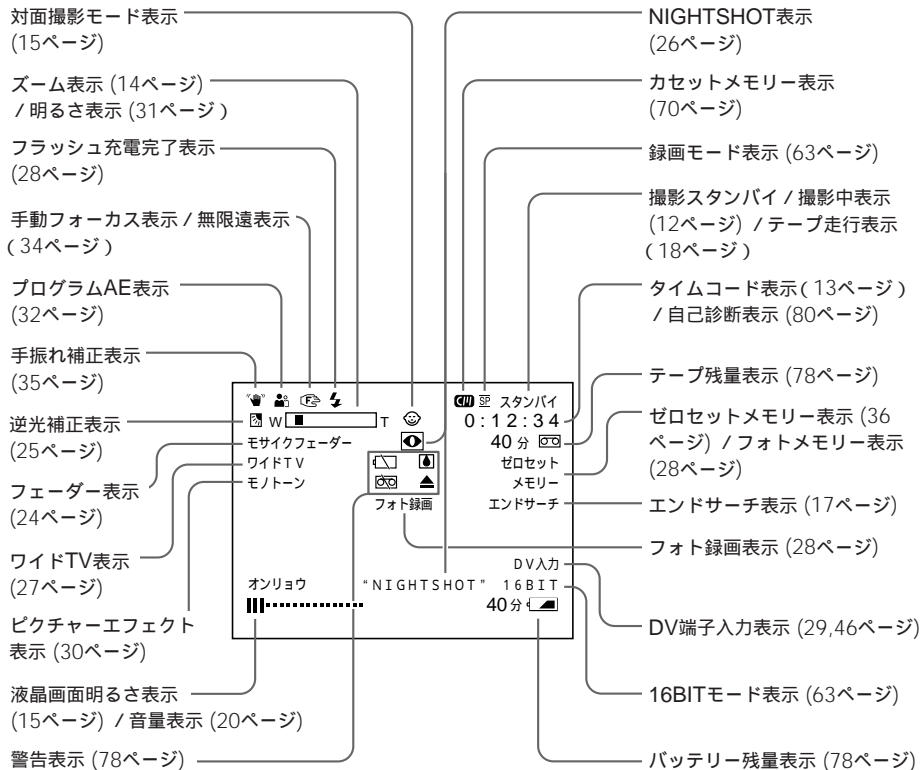 対面撮影モード表示
(15ページ)
ズーム表示 (14ページ)
/ 明るさ表示 (31ページ)
フラッシュ充電完了表示
(28ページ)
手動フォーカス表示 / 無限遠表示
(34ページ)
プログラムAE表示
(32ページ)
手振れ補正表示
(35ページ)
逆光補正表示
(25ページ)
フェーダー表示
(24ページ)
ワイドTV表示
(27ページ)
ピクチャーエフェクト
表示 (30ページ)
液晶画面明るさ表示
(15ページ) / 音量表示 (20ページ)
警告表示 (78ページ)
SP スタンバイ
W T 0:12:34
モザイクフェーダー 40分
ワイドTV ゼロセット
モノトーン メモリー
フォト録画 エンドサーチ
DV入力
オンリョウ "NIGHTSHOT" 16BIT
40分
NIGHTSHOT表示
(26ページ)
カセットメモリー表示
(70ページ)
録画モード表示 (63ページ)
撮影スタンバイ / 撮影中表示
(12ページ) / テープ走行表示
(18ページ)
タイムコード表示(13ページ)
/ 自己診断表示 (80ページ)
テープ残量表示 (78ページ)
ゼロセットメモリー表示 (36
ページ) / フォトメモリー表示
(28ページ)
エンドサーチ表示 (17ページ)
フォト録画表示 (28ページ)
DV端子入力表示 (29,46ページ)
16BITモード表示 (63ページ)
バッテリー残量表示 (78ページ)